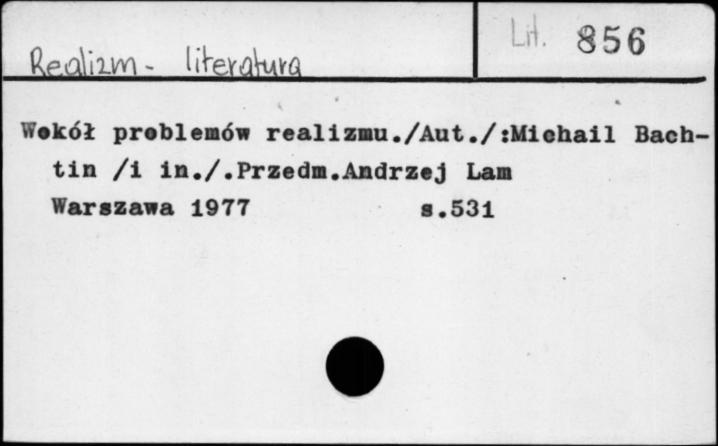 Realizm - literatura
Lit. 856
Wokół problemów realizmu./Aut./:Michail Bach-
tin /i in./.Przedm.Andrzej Lam
Warszawa 1977 s.531